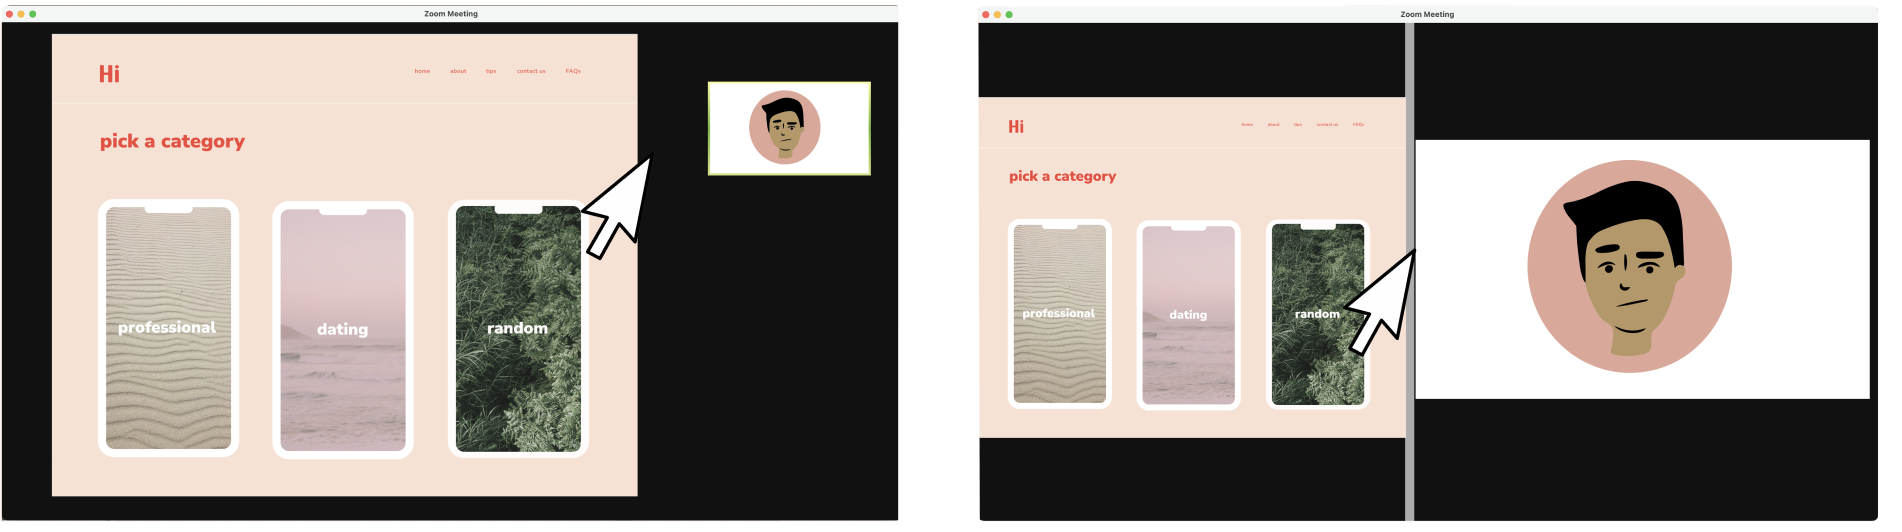 Zoom Meeting
Hi
home about tips contact us FAQs
pick a category
professional dating random
Zoom Meeting
Hi
home about tips contact us FAQs
pick a category
professional dating random